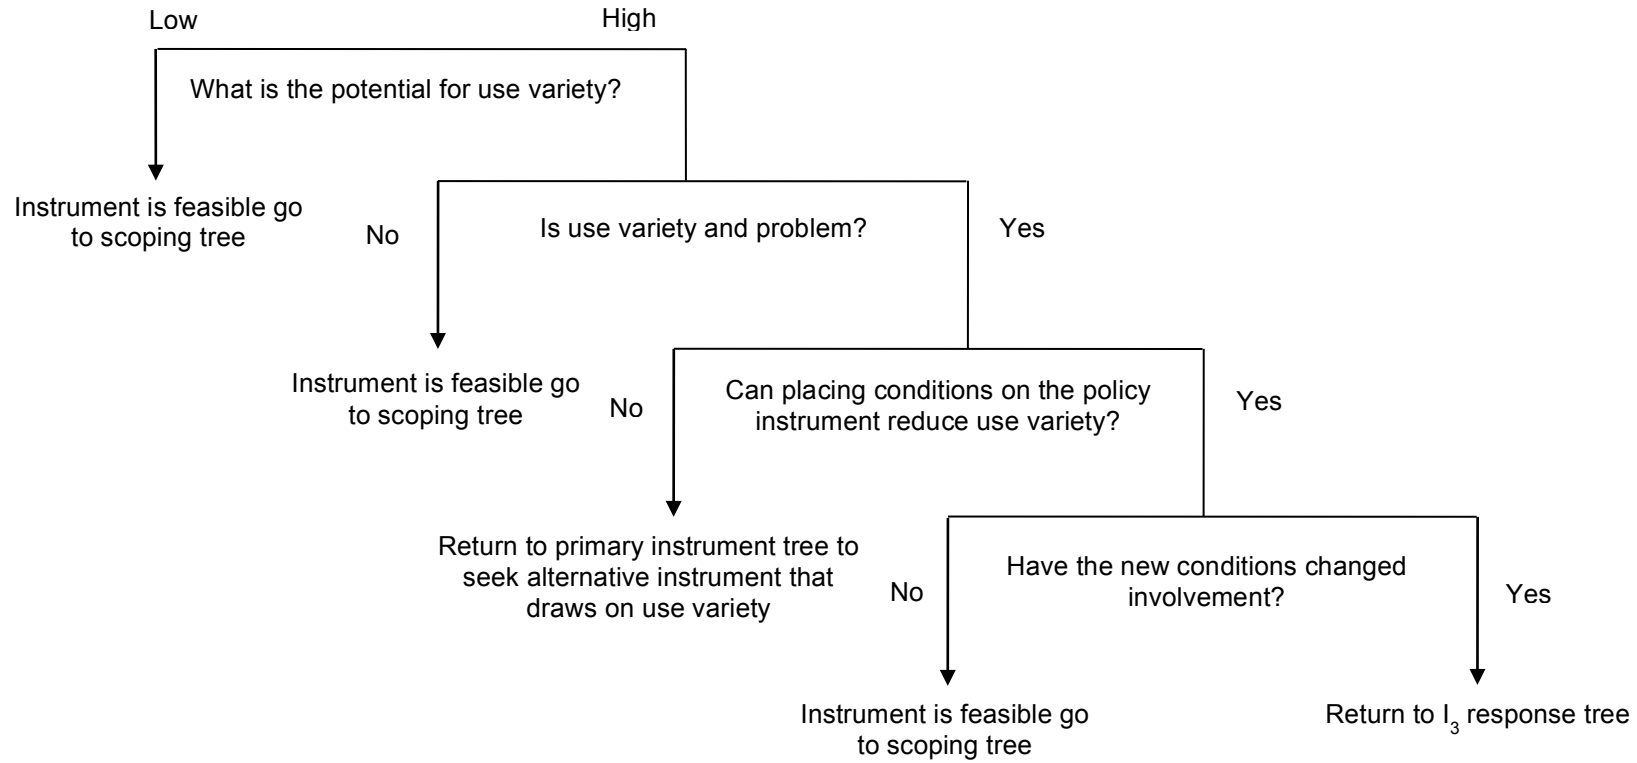 Low
High
What is the potential for use variety?
Instrument is feasible go
to scoping tree
No
Is use variety and problem?
Yes
Instrument is feasible go
to scoping tree
No
Can placing conditions on the policy
instrument reduce use variety?
Yes
Return to primary instrument tree to
seek alternative instrument that
draws on use variety
No
Have the new conditions changed
involvement?
Yes
Instrument is feasible go
to scoping tree
Return to I3 response tree